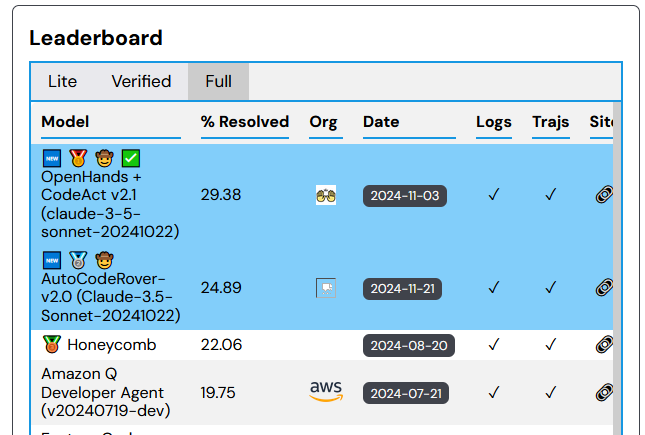 Leaderboard
Lite Verified Full
Model % Resolved Org Date Logs Trajs Site
🆕 🥇 🤠 ✅
OpenHands +
CodeAct v2.1
(claude-3-5-
sonnet-20241022)
29.38 2024-11-03 ✓ ✓ 🔗
🆕 🥈 🤠
AutoCodeRover-
v2.0 (Claude-3.5-
Sonnet-20241022)
24.89 2024-11-21 ✓ ✓ 🔗
🥉 Honeycomb 22.06 2024-08-20 ✓ ✓ 🔗
Amazon Q
Developer Agent
(v20240719-dev)
19.75 aws 2024-07-21 ✓ ✓ 🔗